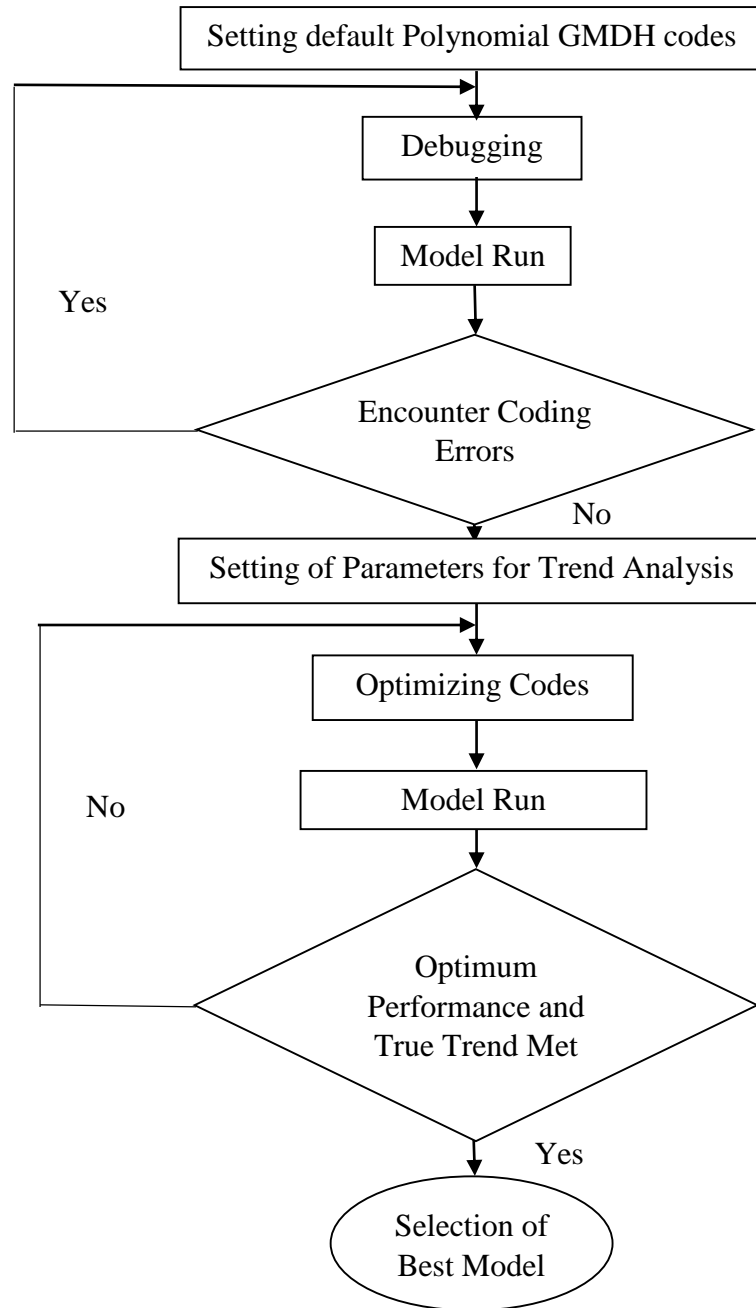 Setting default Polynomial GMDH codes
Debugging
Model Run
Yes
Encounter Coding
Errors
No
Setting of Parameters for Trend Analysis
Optimizing Codes
Model Run
No
Optimum
Performance and
True Trend Met
Yes
Selection of
Best Model